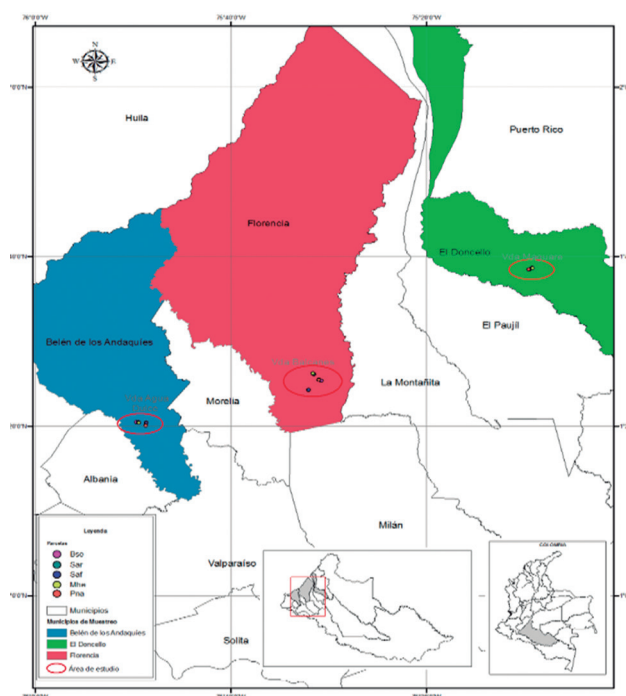 N
W E
S
Huila
Puerto Rico
Florencia
El Doncello
El Paujíl
Belén de los Andaquíes
Morelia
La Montañita
Albania
Milán
Valparaíso
Solita
Leyenda
Parcelas
Bse
Sar
Saf
Mhe
Pna
Municipios
Municipios de Muestreo
Belén de los Andaquíes
El Doncello
Florencia
Área de estudio
COLOMBIA